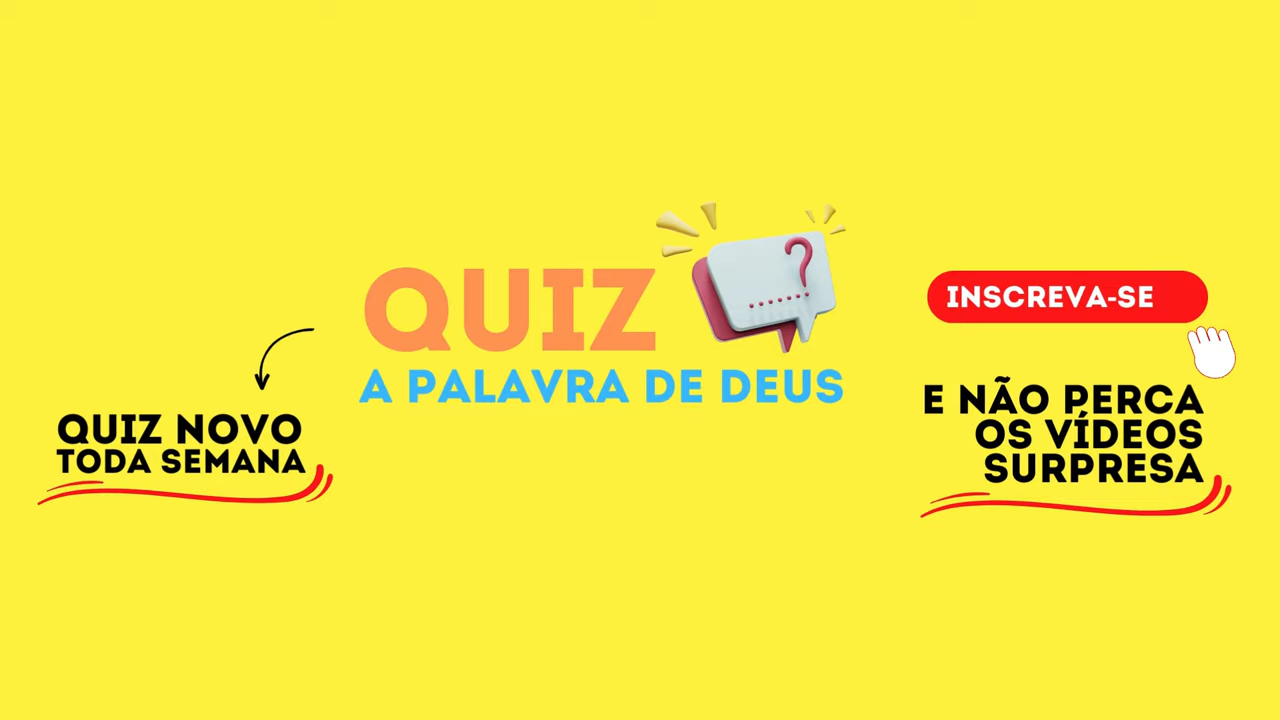 QUIZ
A PALAVRA DE DEUS
QUIZ NOVO
TODA SEMANA
INSCREVA-SE
E NÃO PERCA
OS VÍDEOS
SURPRESA